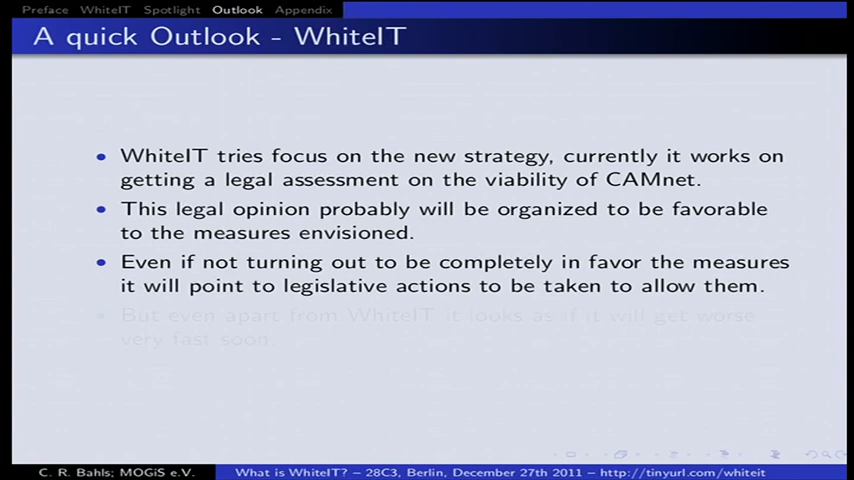 Preface WhiteIT Spotlight Outlook Appendix
A quick Outlook - WhiteIT
• WhiteIT tries focus on the new strategy, currently it works on
getting a legal assessment on the viability of CAMnet.
• This legal opinion probably will be organized to be favorable
to the measures envisioned.
• Even if not turning out to be completely in favor the measures
it will point to legislative actions to be taken to allow them.
• But even apart from WhiteIT it looks as if it will get worse
very fast soon.
C. R. Bahls; MOGiS e.V. What is WhiteIT? – 28C3, Berlin, December 27th 2011 – http://tinyurl.com/whiteit